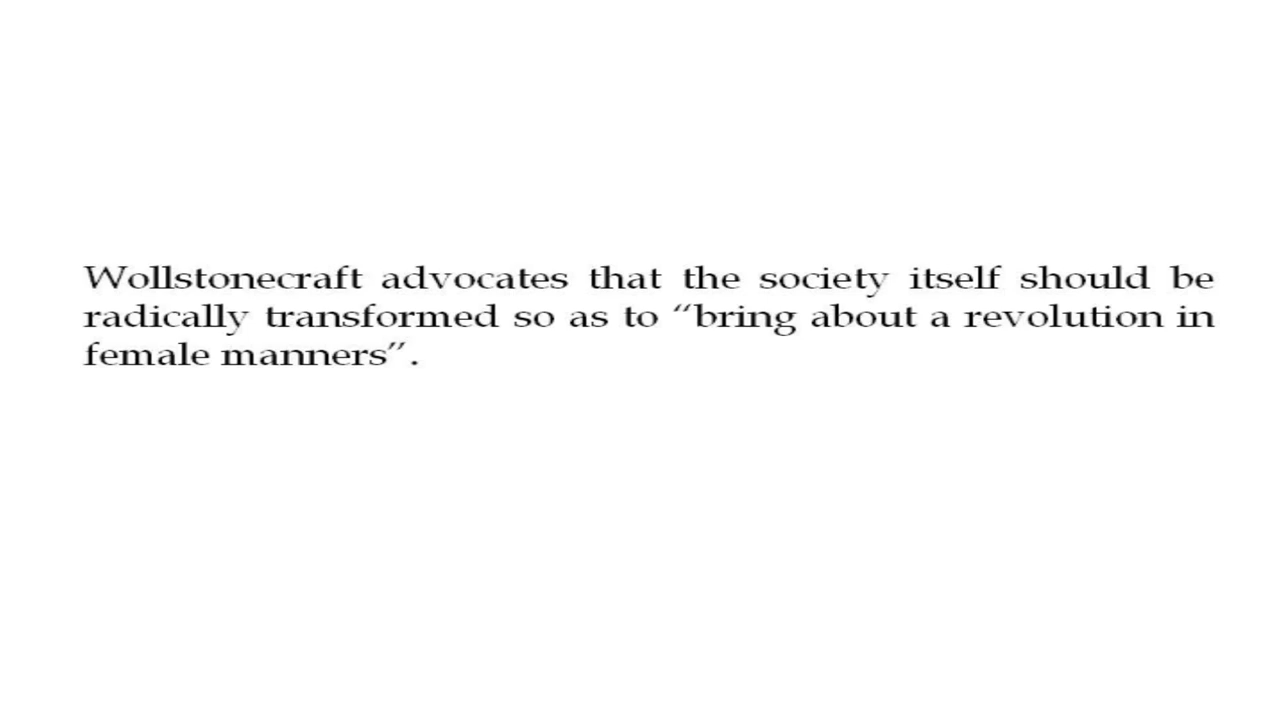 Wollstonecraft advocates that the society itself should be
radically transformed so as to “bring about a revolution in
female manners”.